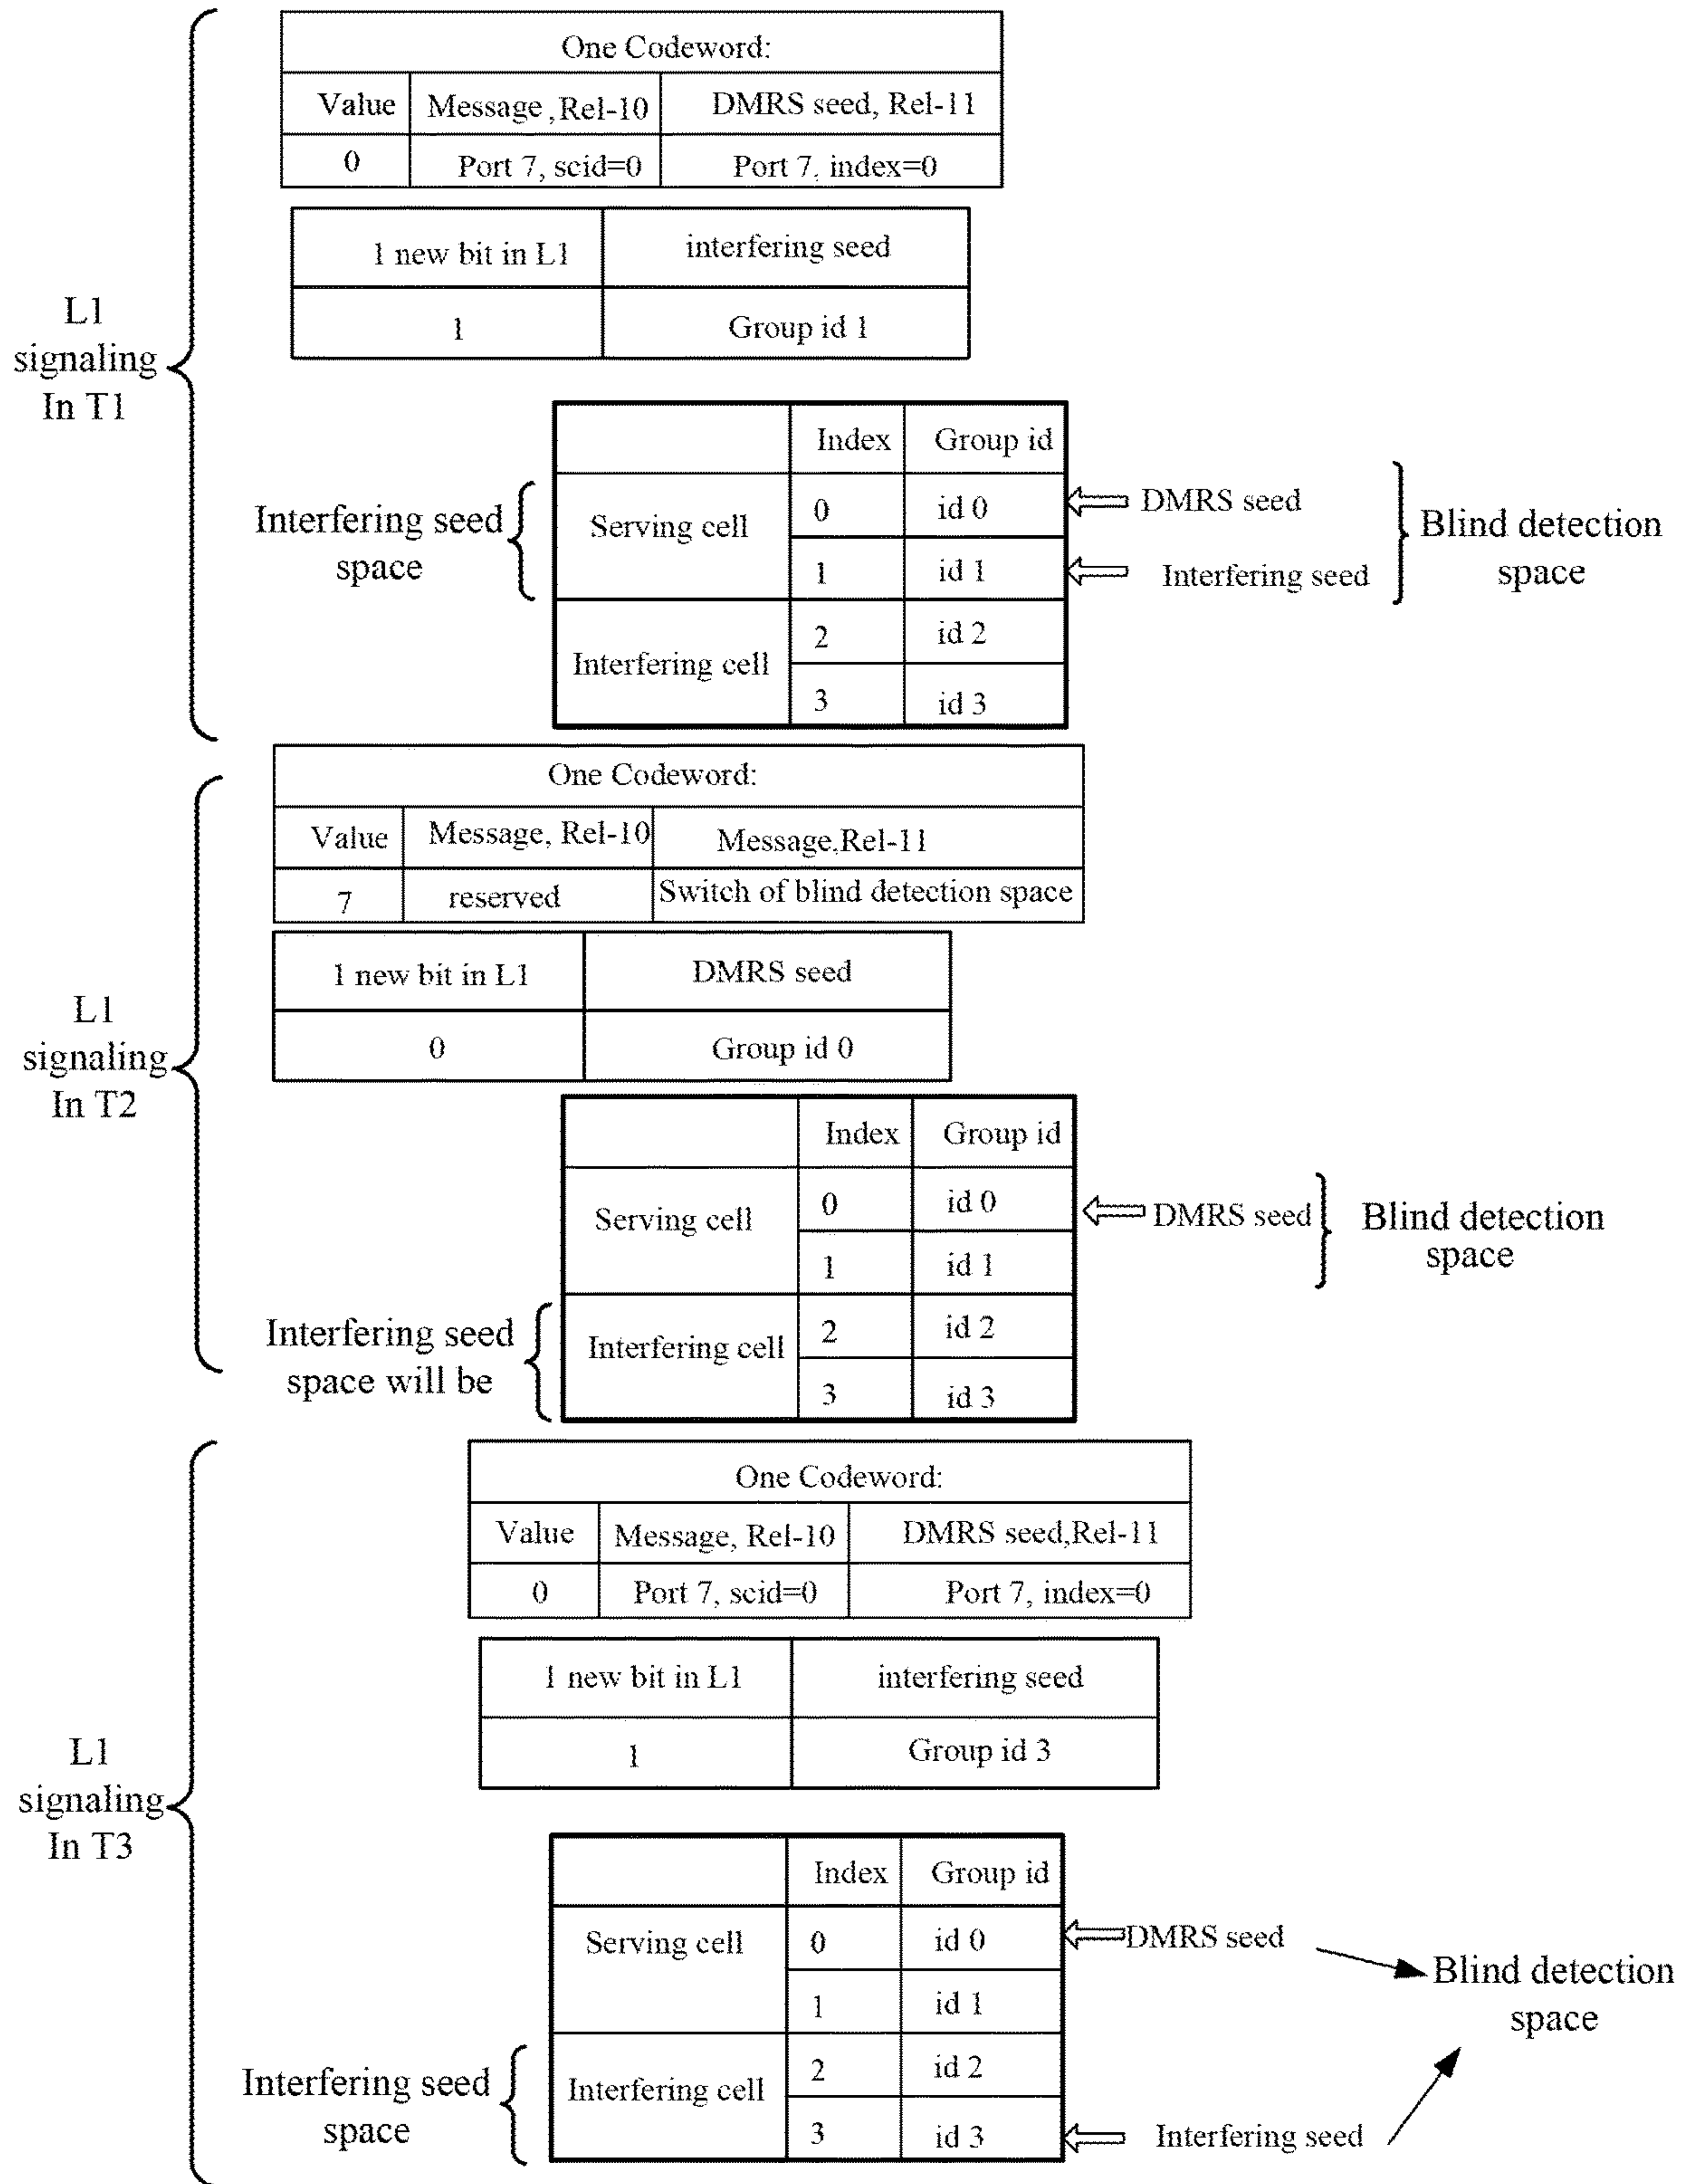 L1
signaling
In T1
One Codeword:
Value Message ,Rel-10 DMRS seed, Rel-11
0 Port 7, scid=0 Port 7, index=0
1 new bit in L1 interfering seed
1 Group id 1
Index Group id
Interfering seed
space
Serving cell
0 id 0
DMRS seed
1 id 1
Interfering seed
Blind detection
space
Interfering cell
2 id 2
3 id 3
L1
signaling
In T2
One Codeword:
Value Message, Rel-10 Message,Rel-11
7 reserved Switch of blind detection space
1 new bit in L1 DMRS seed
0 Group id 0
Index Group id
Serving cell
0 id 0
DMRS seed
Blind detection
space
1 id 1
Interfering seed
space will be
Interfering cell
2 id 2
3 id 3
L1
signaling
In T3
One Codeword:
Value Message, Rel-10 DMRS seed,Rel-11
0 Port 7, scid=0 Port 7, index=0
1 new bit in L1 interfering seed
1 Group id 3
Index Group id
Serving cell
0 id 0
DMRS seed
Blind detection
space
1 id 1
Interfering seed
space
Interfering cell
2 id 2
3 id 3
Interfering seed